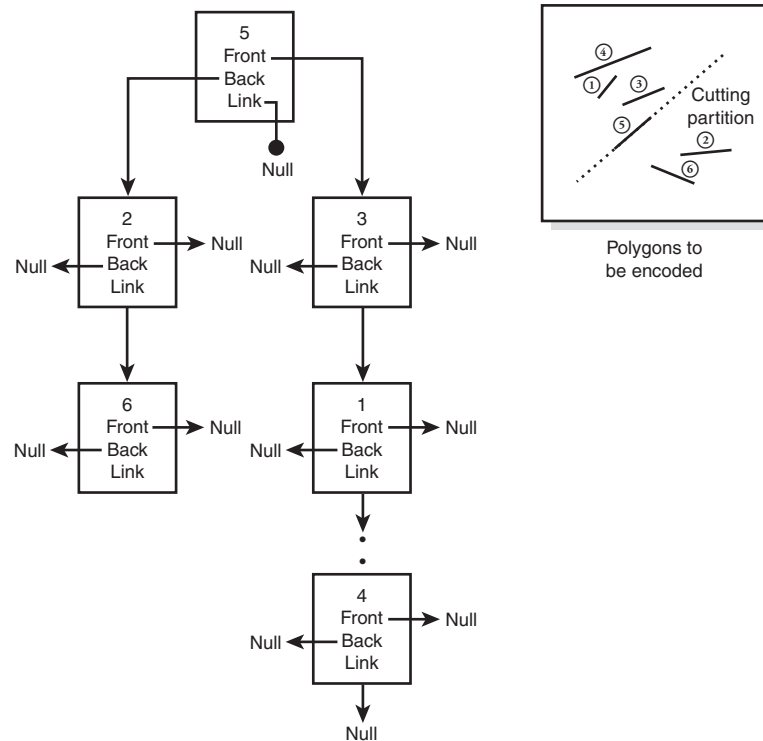 5
Front
Back
Link
Null
2
Front
Back
Link
Null
Null
3
Front
Back
Link
Null
Null
6
Front
Back
Link
Null
Null
1
Front
Back
Link
Null
Null
4
Front
Back
Link
Null
Null
Null
④
①
③
⑤
②
⑥
Cutting
partition
Polygons to
be encoded